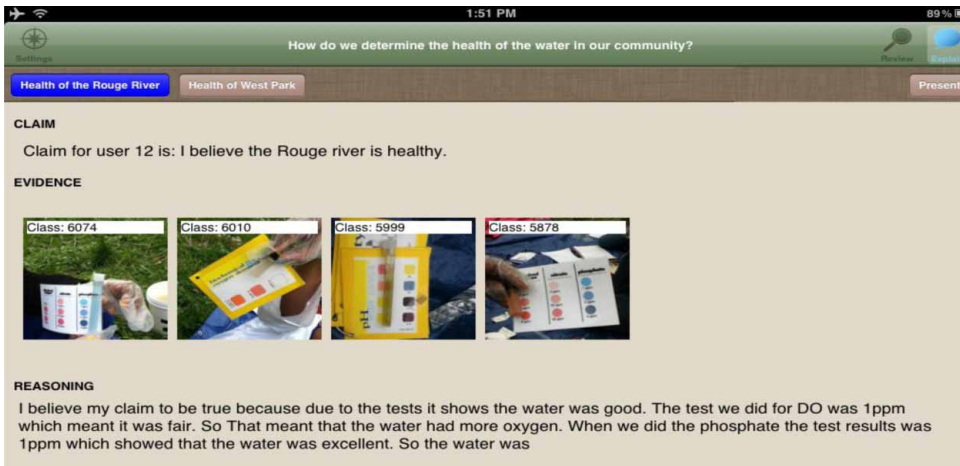 1:51 PM
89%
How do we determine the health of the water in our community?
Settings
Review
Health of the Rouge River
Health of West Park
Present
CLAIM
Claim for user 12 is: I believe the Rouge river is healthy.
EVIDENCE
Class: 6074
Class: 6010
Class: 5999
Class: 5878
pH
REASONING
I believe my claim to be true because due to the tests it shows the water was good. The test we did for DO was 1ppm
which meant it was fair. So That meant that the water had more oxygen. When we did the phosphate the test results was
1ppm which showed that the water was excellent. So the water was